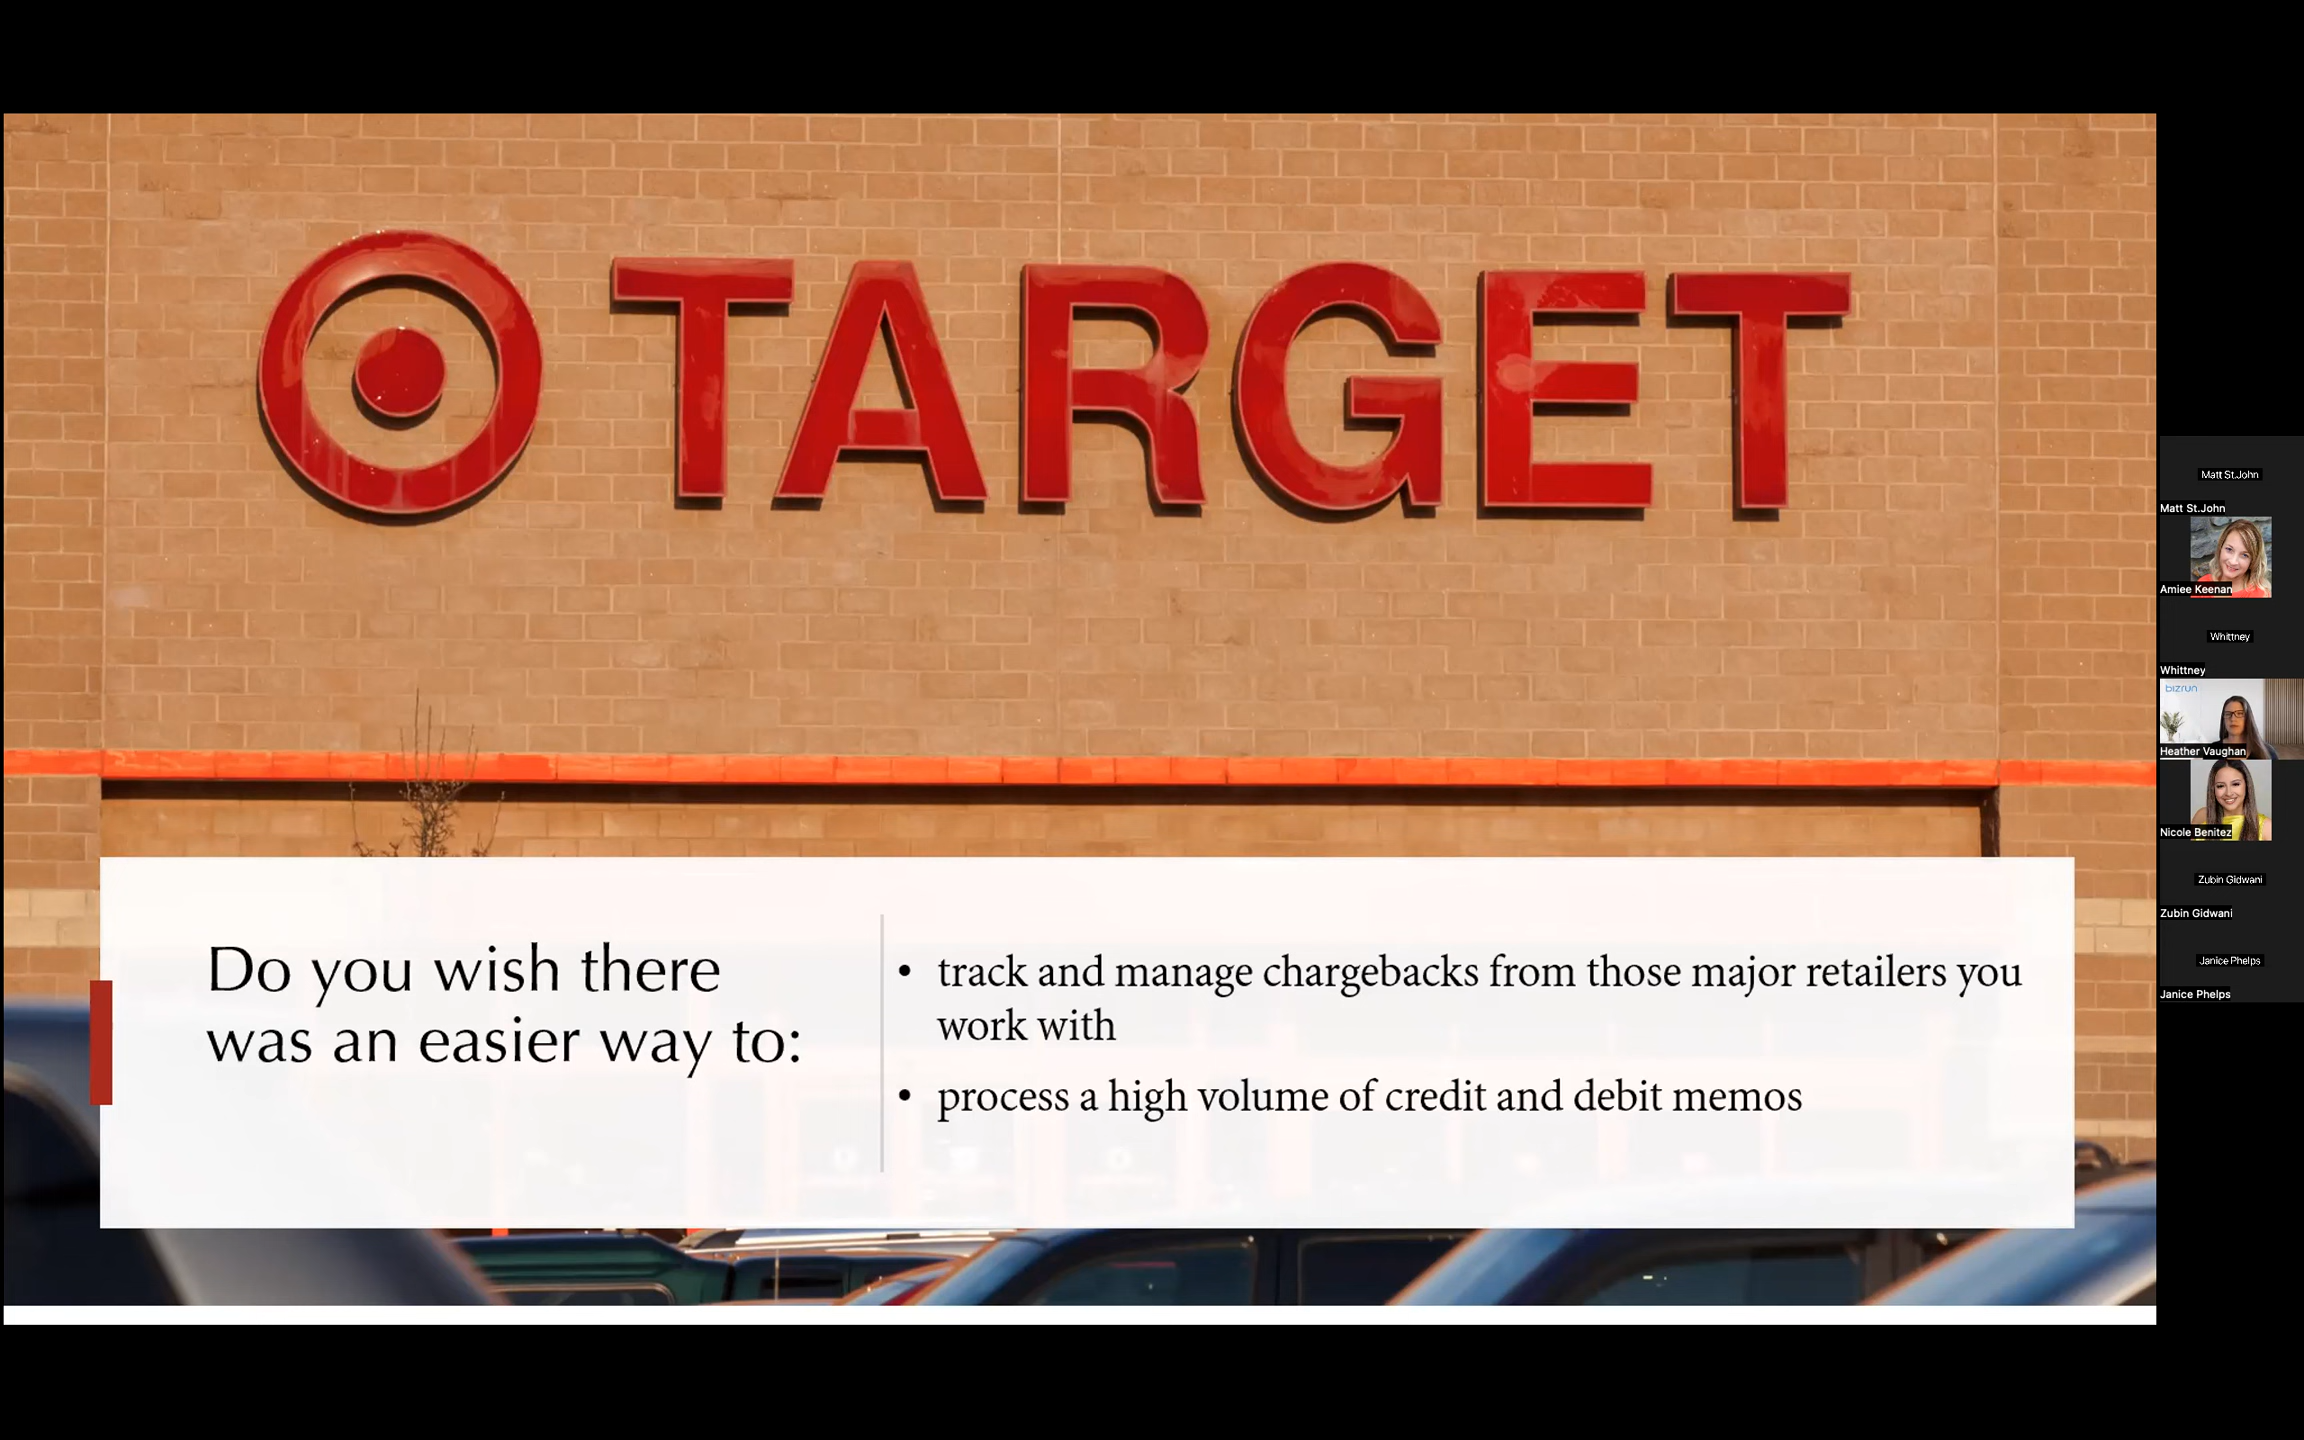 TARGET
Do you wish there
was an easier way to:
• track and manage chargebacks from those major retailers you
work with
• process a high volume of credit and debit memos
Matt St.John
Matt St.John
Amiee Keenan
Whittney
Whittney
bizrun
Heather Vaughan
Nicole Benitez
Zubin Gidwani
Zubin Gidwani
Janice Phelps
Janice Phelps